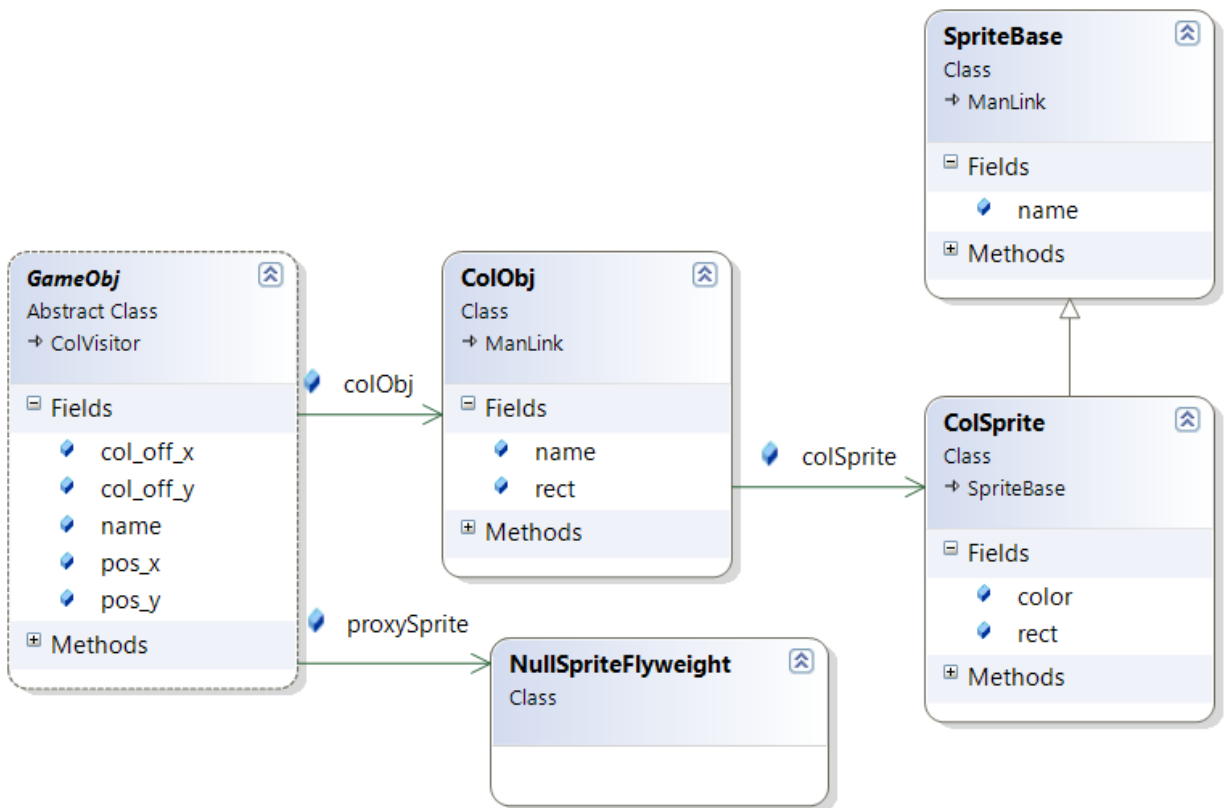 SpriteBase
Class
ManLink
Fields
name
Methods
GameObj
Abstract Class
ColVisitor
Fields
col_off_x
col_off_y
name
pos_x
pos_y
Methods
colObj
ColObj
Class
ManLink
Fields
name
rect
Methods
colSprite
ColSprite
Class
SpriteBase
Fields
color
rect
Methods
proxySprite
NullSpriteFlyweight
Class